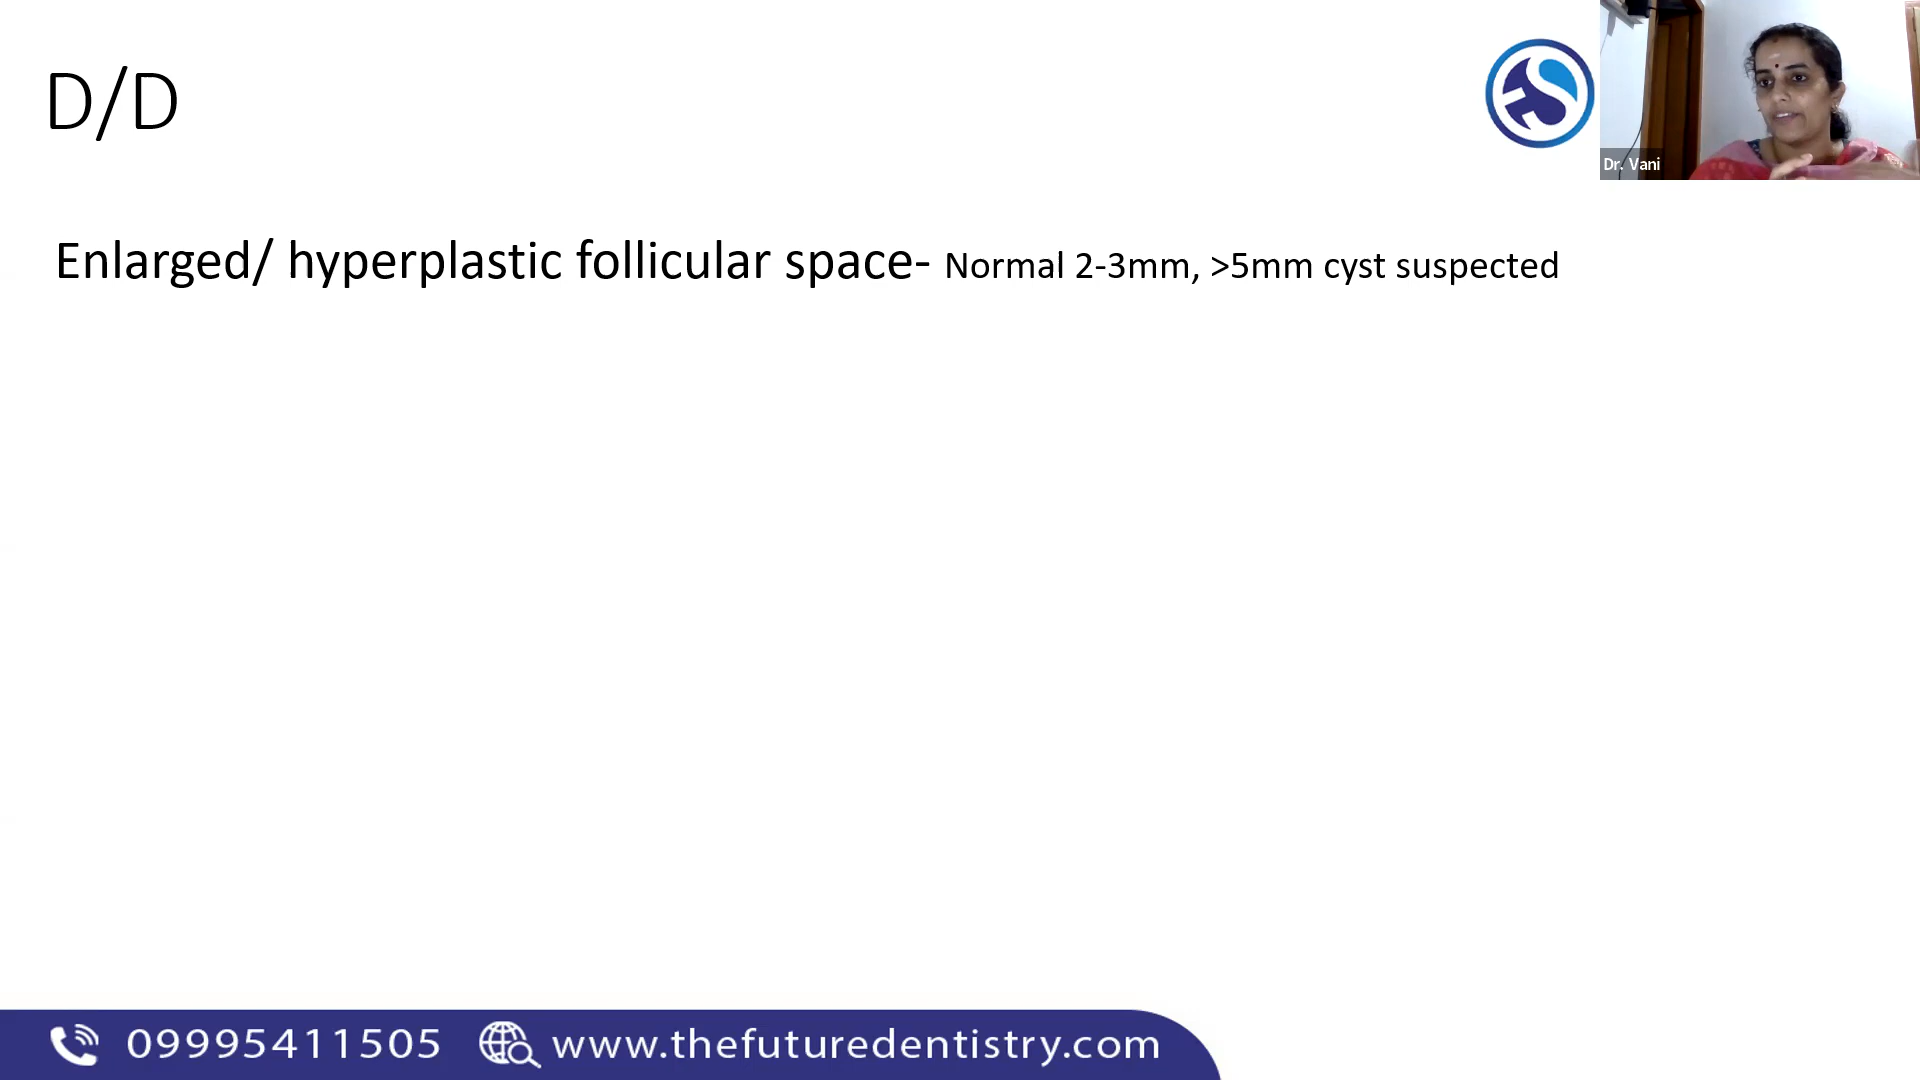 D/D
Dr. Vani
Enlarged/ hyperplastic follicular space- Normal 2-3mm, >5mm cyst suspected
09995411505 www.thefuturedentistry.com